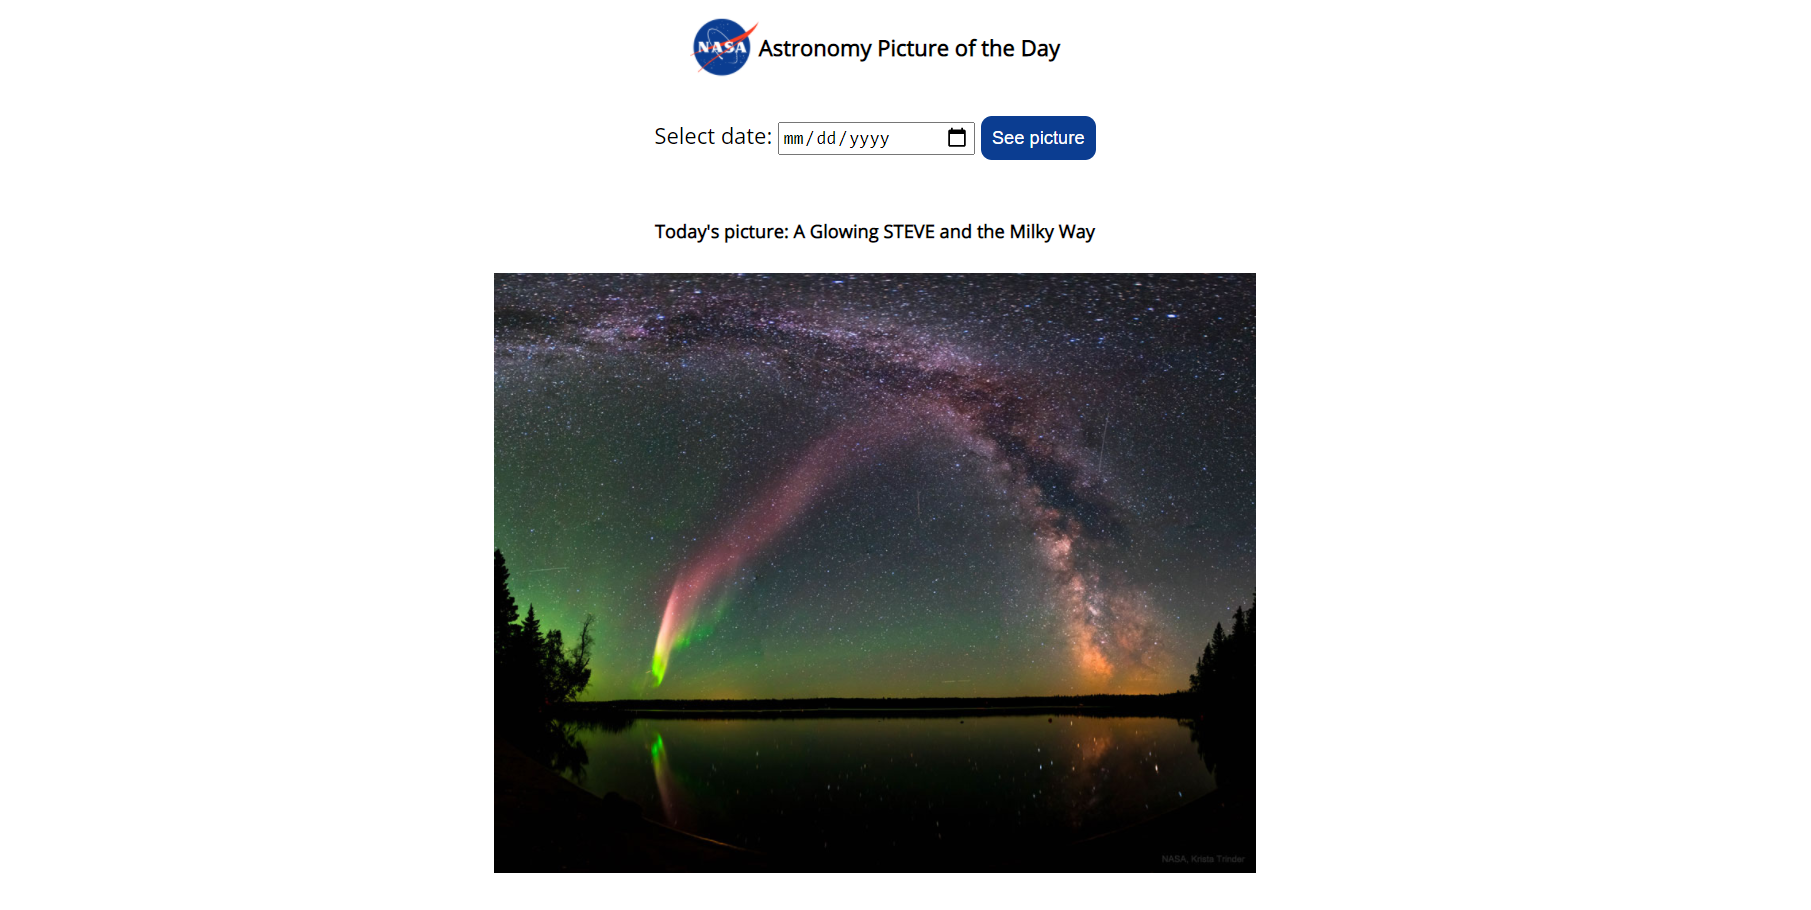 NASA
Astronomy Picture of the Day
Select date: mm/dd/yyyy See picture
Today's picture: A Glowing STEVE and the Milky Way
NASA, Krista Trinder